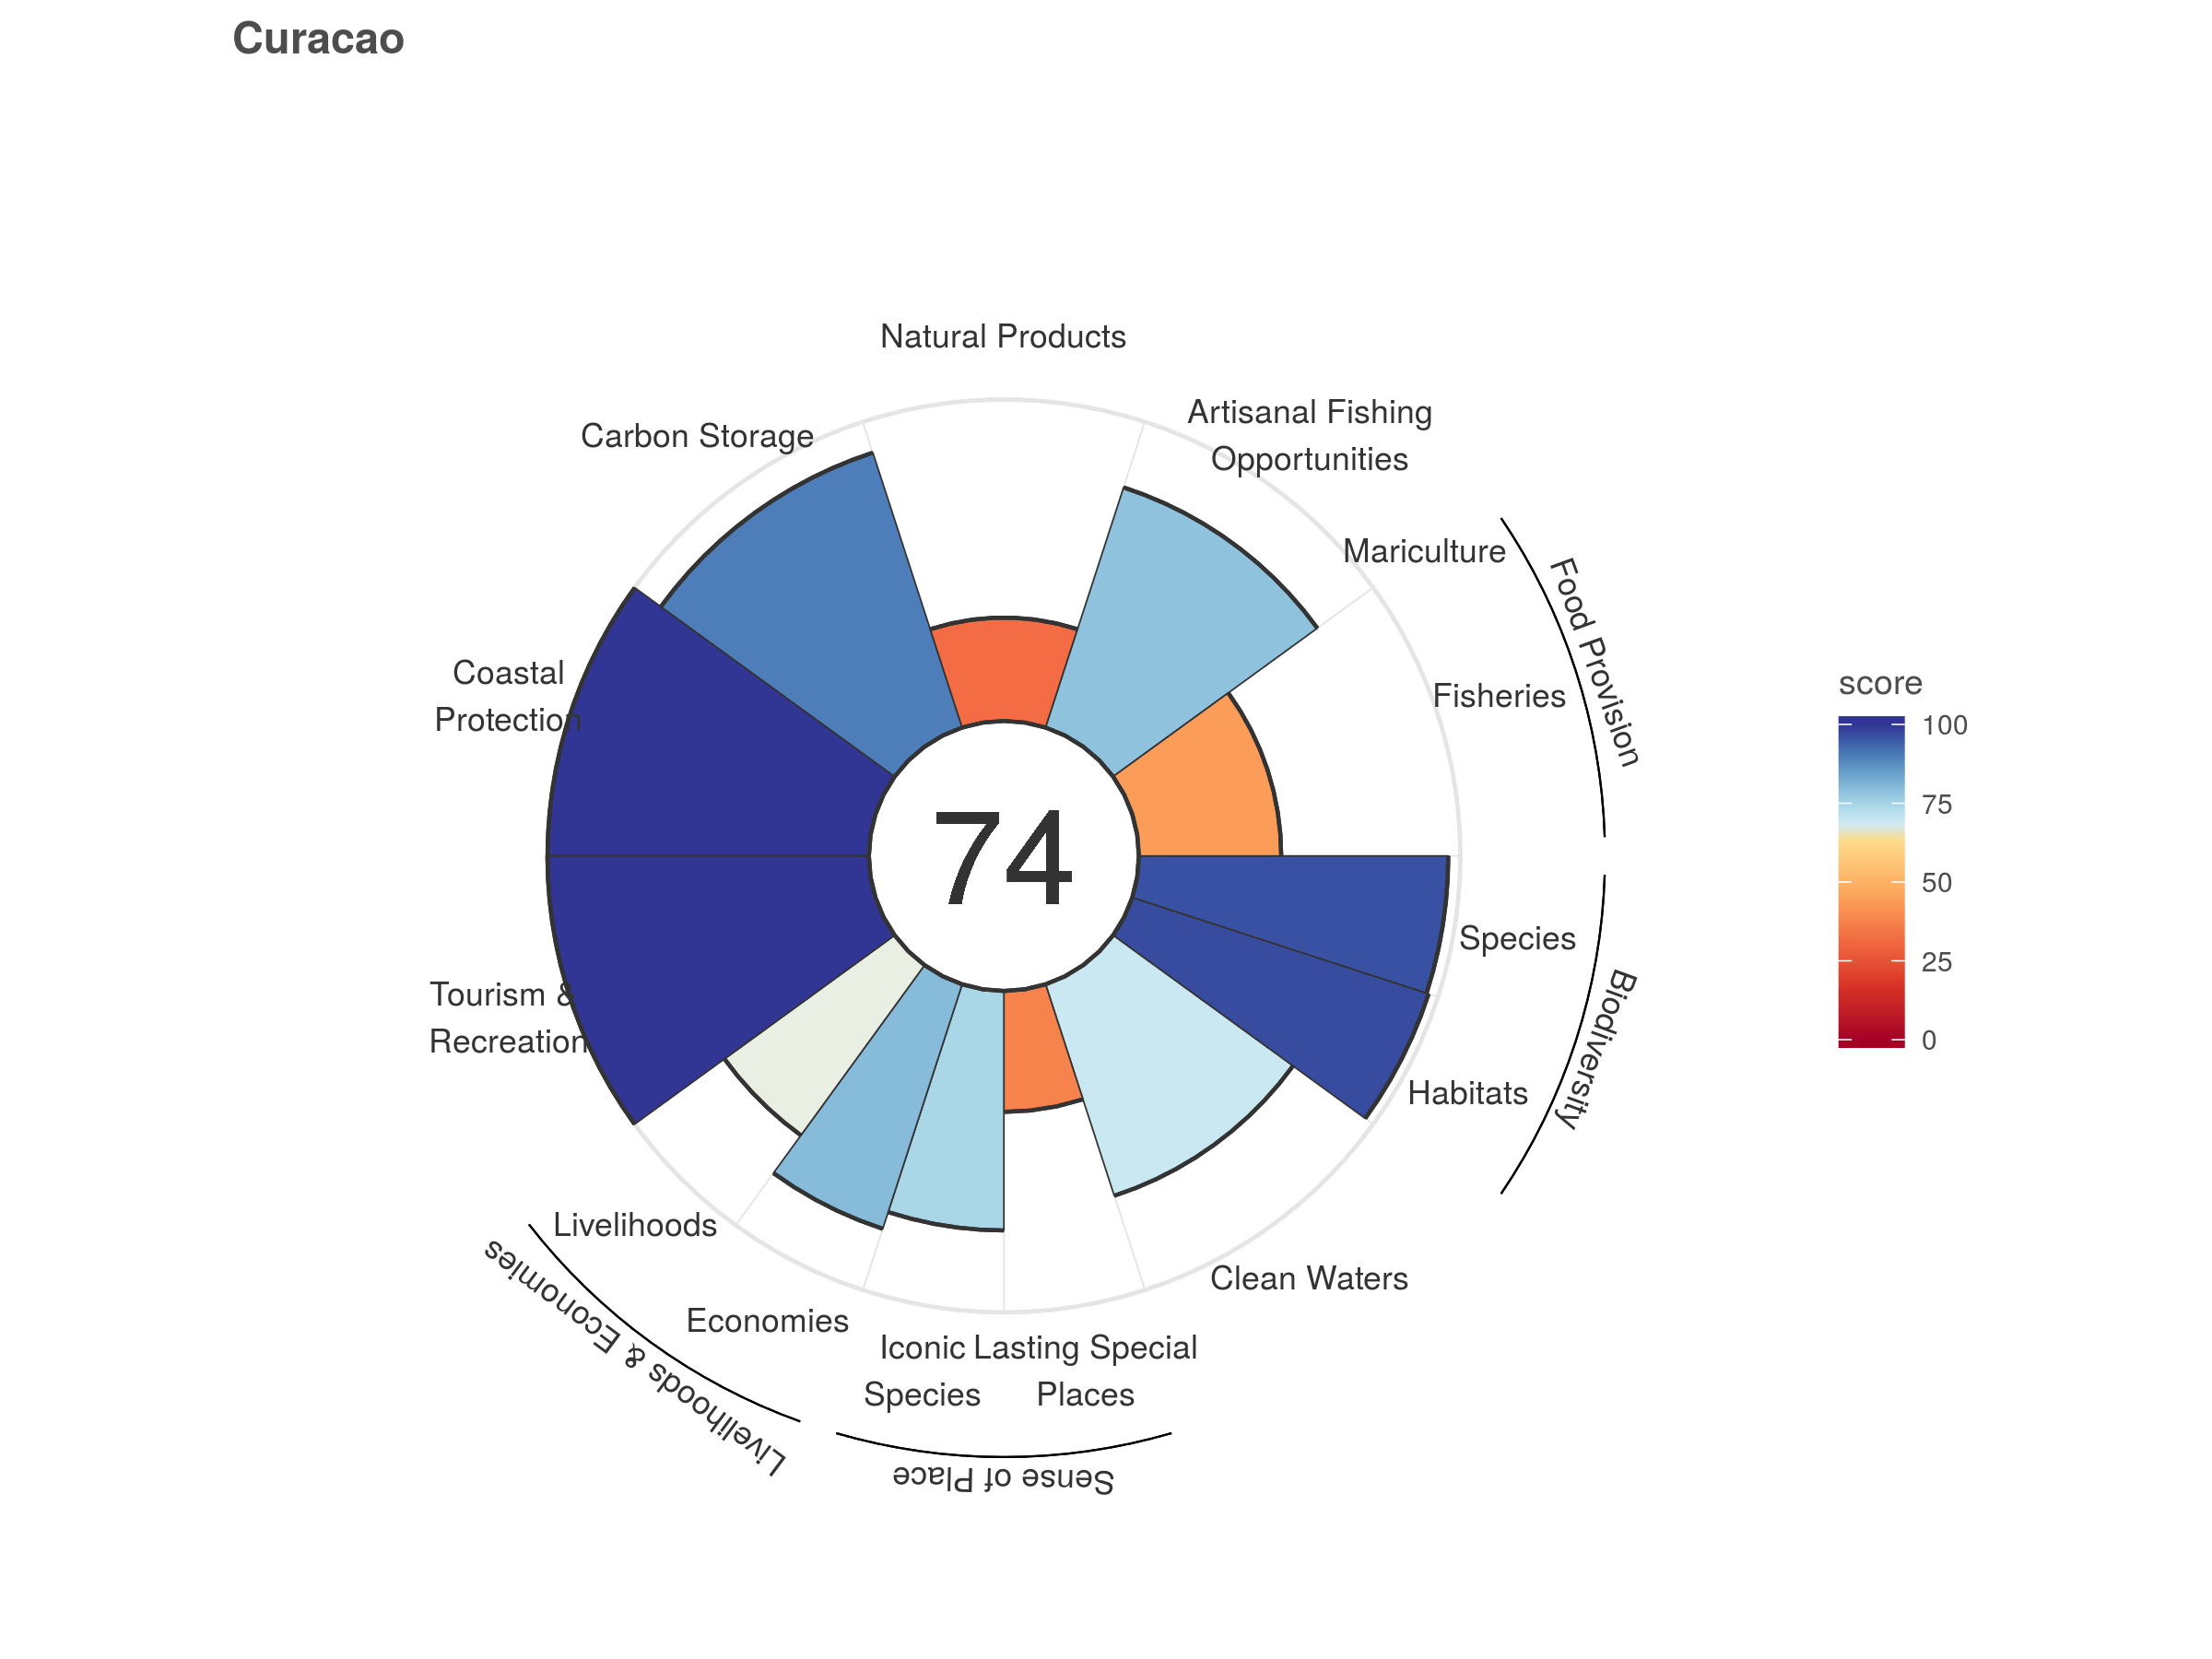 Curacao
Natural Products
Artisanal Fishing
Opportunities
Carbon Storage
Mariculture
Food Provision
Fisheries
Coastal
Protection
score
100
75
50
25
0
74
Species
Biodiversity
Tourism &
Recreation
Habitats
Livelihoods
Clean Waters
Livelihoods & Economies
Economies
Iconic
Species
Lasting Special
Places
Sense of Place